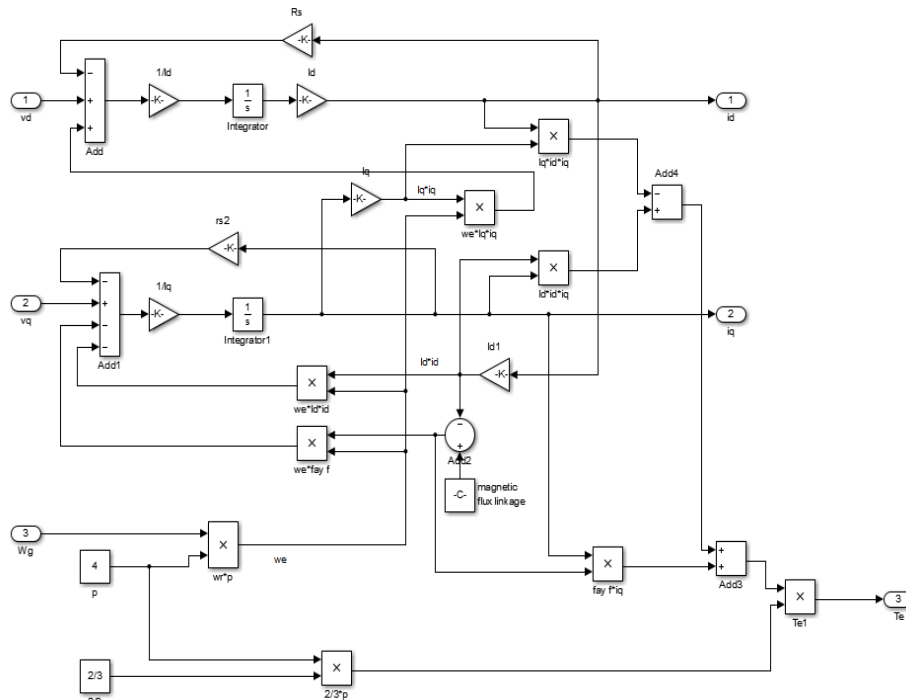 Rs
-K-
1/ld
ld
1
vd
-K-
1
s
Integrator
-K-
1
id
Add
×
lq*id*iq
lq
lq*iq
-K-
×
we*lq*iq
Add4
rs2
-K-
×
ld*id*iq
2
vq
1/lq
-K-
1
s
Integrator1
2
iq
Add1
ld*id
ld1
-K-
×
we*ld*id
×
we*fay f
Add2
-C-
magnetic
flux linkage
3
Wg
×
wr*p
we
4
p
×
fay f*iq
Add3
×
Te1
3
Te
2/3
×
2/3*p